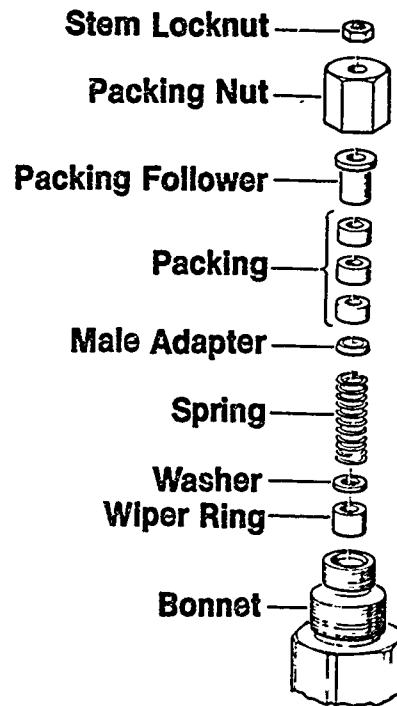 Stem Locknut
Packing Nut
Packing Follower
Packing
Male Adapter
Spring
Washer
Wiper Ring
Bonnet